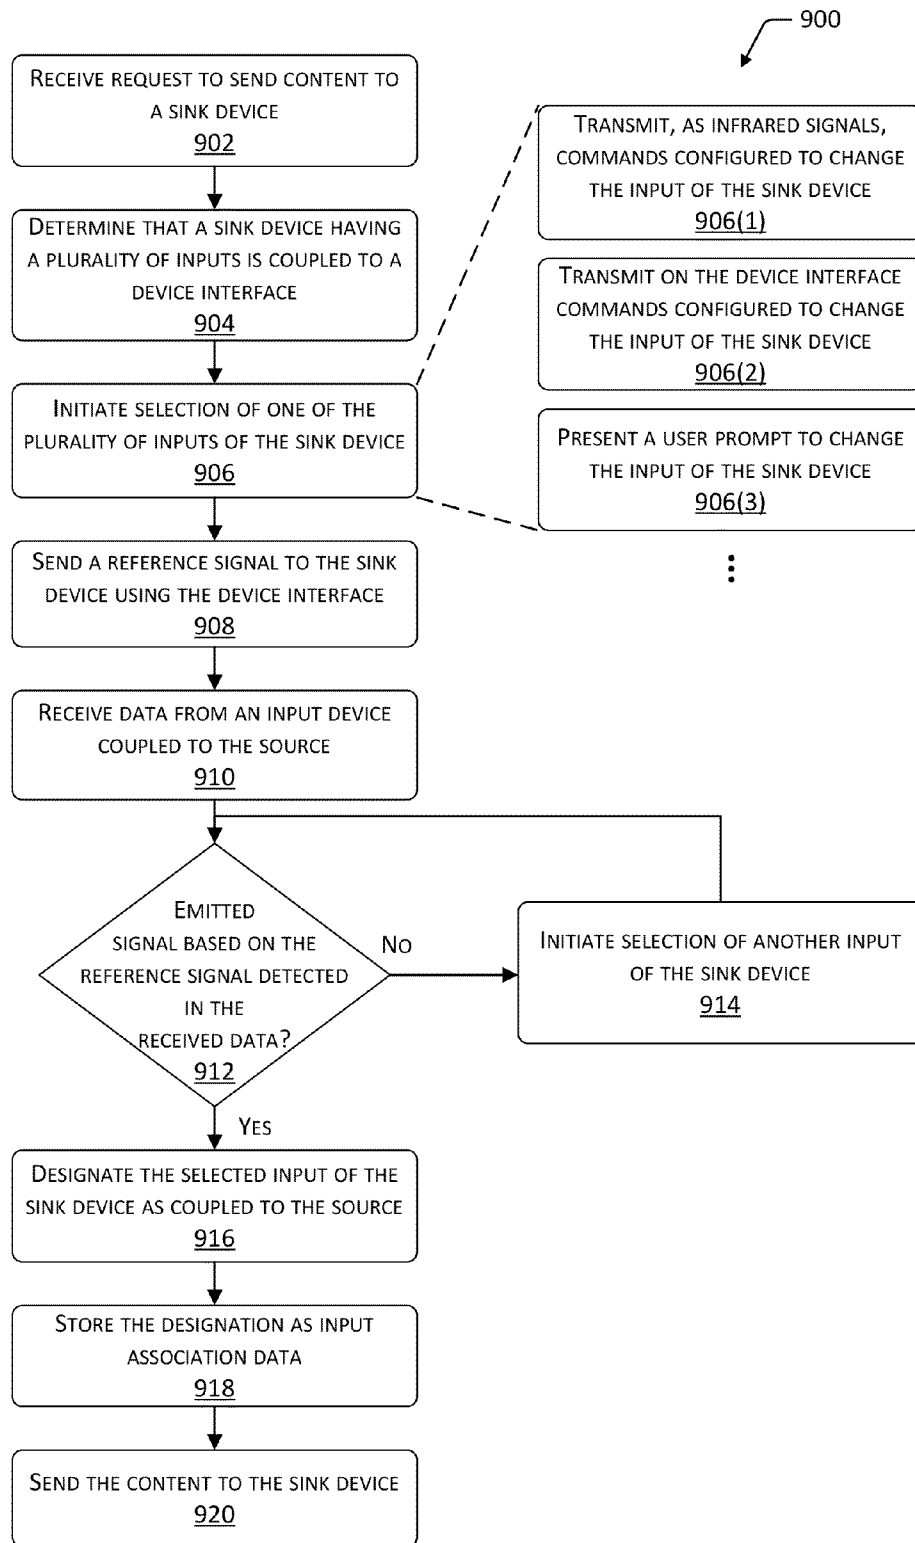 900
RECEIVE REQUEST TO SEND CONTENT TO
A SINK DEVICE
902
DETERMINE THAT A SINK DEVICE HAVING
A PLURALITY OF INPUTS IS COUPLED TO A
DEVICE INTERFACE
904
INITIATE SELECTION OF ONE OF THE
PLURALITY OF INPUTS OF THE SINK DEVICE
906
TRANSMIT, AS INFRARED SIGNALS,
COMMANDS CONFIGURED TO CHANGE
THE INPUT OF THE SINK DEVICE
906(1)
TRANSMIT ON THE DEVICE INTERFACE
COMMANDS CONFIGURED TO CHANGE
THE INPUT OF THE SINK DEVICE
906(2)
PRESENT A USER PROMPT TO CHANGE
THE INPUT OF THE SINK DEVICE
906(3)
SEND A REFERENCE SIGNAL TO THE SINK
DEVICE USING THE DEVICE INTERFACE
908
RECEIVE DATA FROM AN INPUT DEVICE
COUPLED TO THE SOURCE
910
EMITTED
SIGNAL BASED ON THE
REFERENCE SIGNAL DETECTED
IN THE
RECEIVED DATA?
912
NO
INITIATE SELECTION OF ANOTHER INPUT
OF THE SINK DEVICE
914
YES
DESIGNATE THE SELECTED INPUT OF THE
SINK DEVICE AS COUPLED TO THE SOURCE
916
STORE THE DESIGNATION AS INPUT
ASSOCIATION DATA
918
SEND THE CONTENT TO THE SINK DEVICE
920